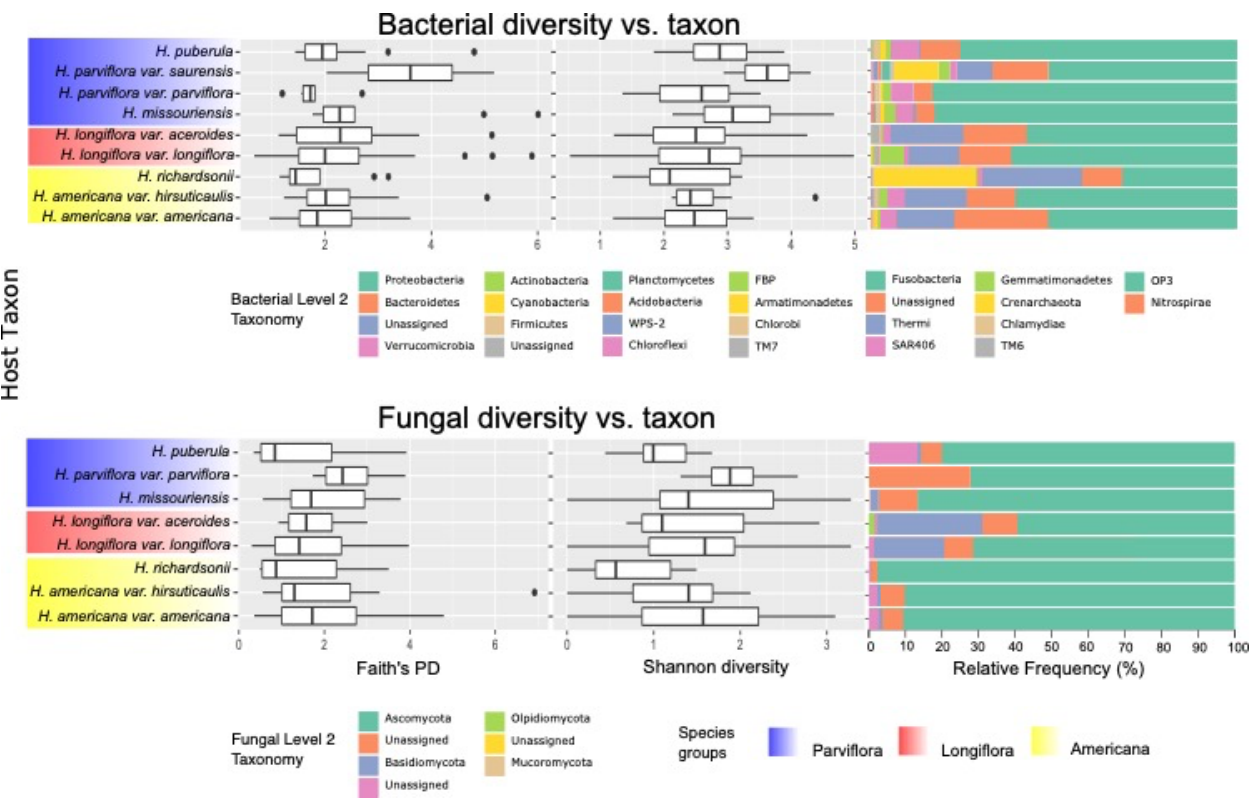 Bacterial diversity vs. taxon
H. puberula
H. parviflora var. saurensis
H. parviflora var. parviflora
H. missouriensis
H. longiflora var. aceroides
H. longiflora var. longiflora
H. richardsonii
H. americana var. hirsuticaulis
H. americana var. americana
2 4 6 1 2 3 4 5
Host Taxon
Bacterial Level 2
Taxonomy
Proteobacteria Actinobacteria Planctomycetes FBP Fusobacteria Gemmatimonadetes OP3
Bacteroidetes Cyanobacteria Acidobacteria Armatimonadetes Unassigned Crenarchaeota Nitrospirae
Unassigned Firmicutes WPS-2 Chlorobi Thermi Chlamydiae
Verrucomicrobia Unassigned Chloroflexi TM7 SAR406 TM6
Fungal diversity vs. taxon
H. puberula
H. parviflora var. parviflora
H. missouriensis
H. longiflora var. aceroides
H. longiflora var. longiflora
H. richardsonii
H. americana var. hirsuticaulis
H. americana var. americana
0 2 4 6 0 1 2 3 0 10 20 30 40 50 60 70 80 90 100
Faith's PD Shannon diversity Relative Frequency (%)
Fungal Level 2
Taxonomy
Ascomycota Olpidiomycota
Unassigned Unassigned
Basidiomycota Mucoromycota
Unassigned
Species
groups
Parviflora Longiflora Americana